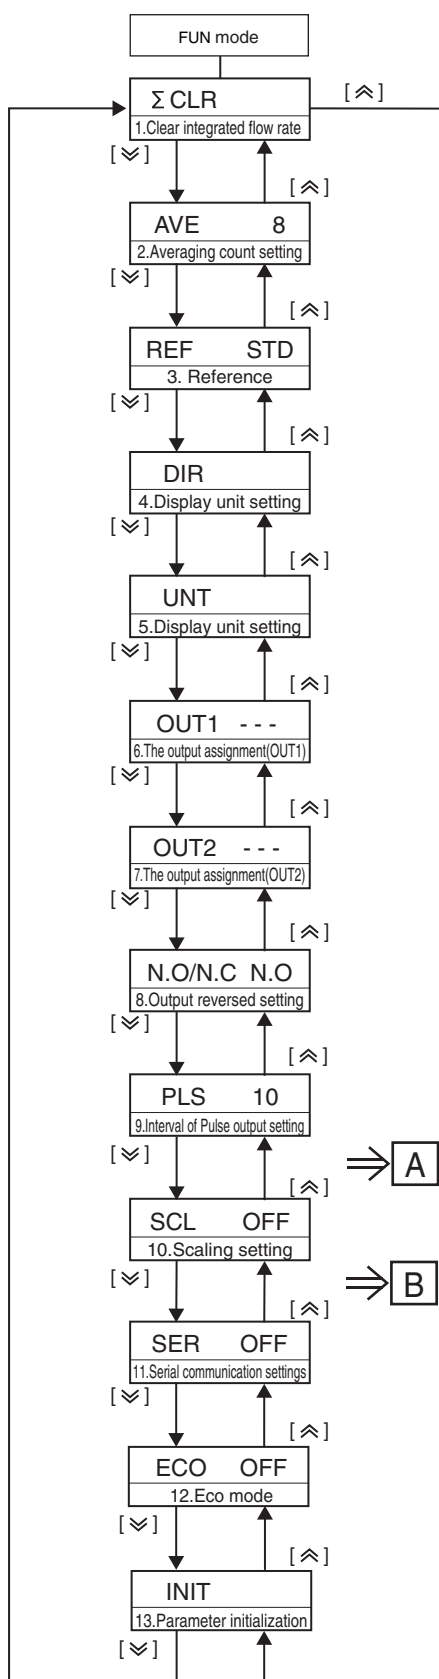 FUN mode
Σ CLR
1.Clear integrated flow rate
AVE 8
2.Averaging count setting
REF STD
3. Reference
DIR
4.Display unit setting
UNT
5.Display unit setting
OUT1 - - -
6.The output assignment(OUT1)
OUT2 - - -
7.The output assignment(OUT2)
N.O/N.C N.O
8.Output reversed setting
PLS 10
9.Interval of Pulse output setting
A
SCL OFF
10.Scaling setting
B
SER OFF
11.Serial communication settings
ECO OFF
12.Eco mode
INIT
13.Parameter initialization